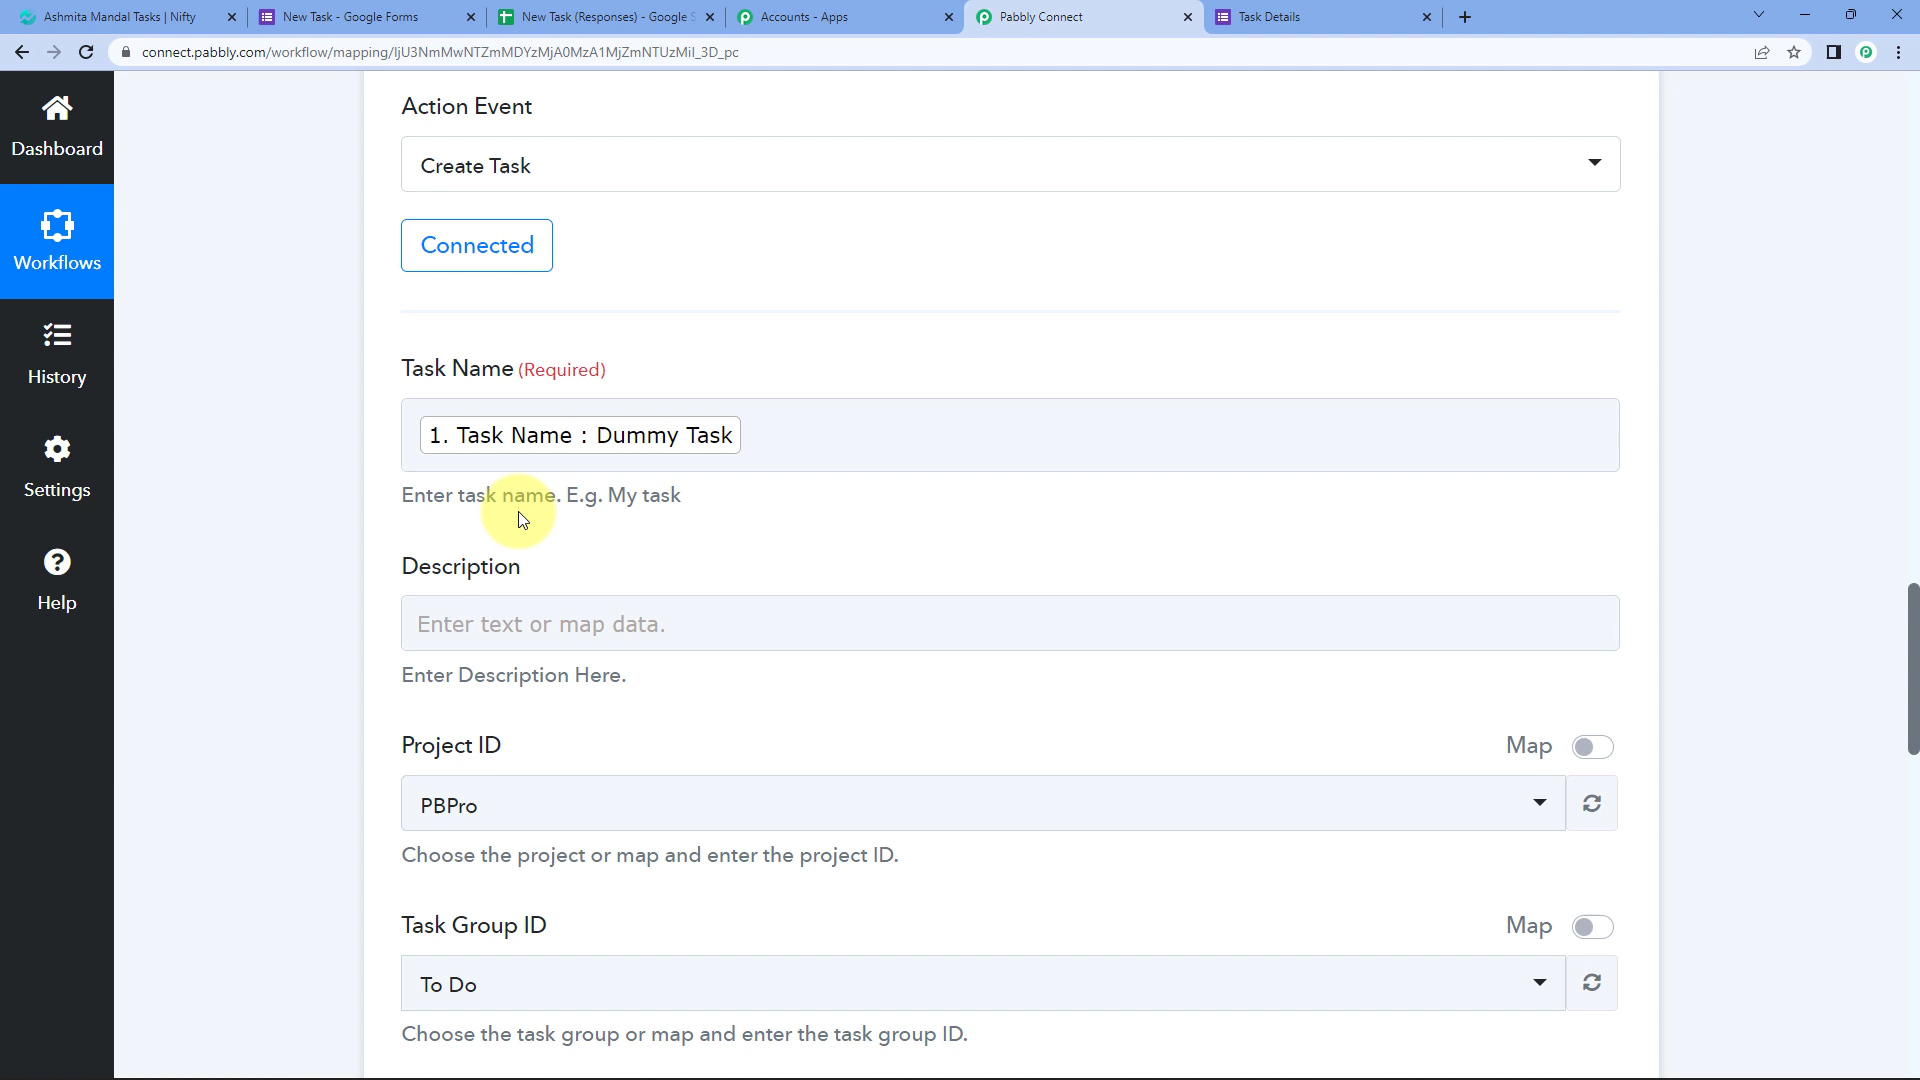 Ashmita Mandal Tasks | Nifty
New Task - Google Forms
New Task (Responses) - Google S
Accounts - Apps
Pabbly Connect
Task Details
connect.pabbly.com/workflow/mapping/IjU3NmMwNTZmMDYzMjA0MzA1MjZmNTUzMiI_3D_pc
Dashboard
Workflows
History
Settings
Help
Action Event
Create Task
Connected
Task Name (Required)
1. Task Name : Dummy Task
Enter task name. E.g. My task
Description
Enter text or map data.
Enter Description Here.
Project ID
Map
PBPro
Choose the project or map and enter the project ID.
Task Group ID
Map
To Do
Choose the task group or map and enter the task group ID.